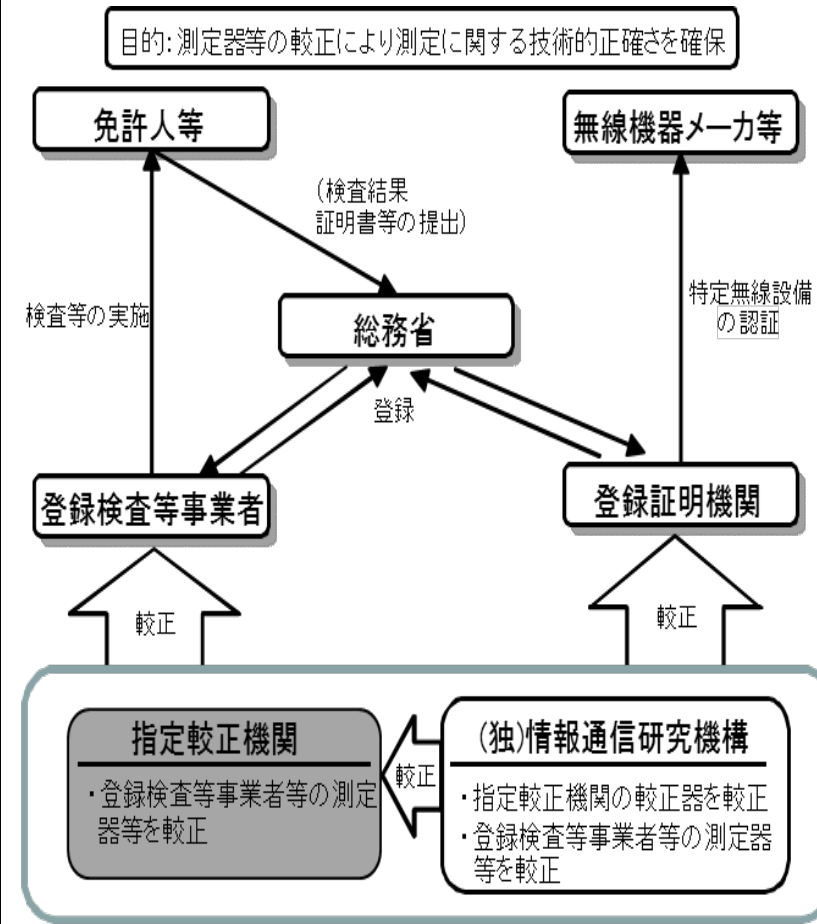 目的:測定器等の較正により測定に関する技術的正確さを確保
免許人等
無線機器メーカ等
(検査結果
証明書等の提出)
検査等の実施
特定無線設備
の認証
総務省
登録
登録検査等事業者
登録証明機関
較正
較正
指定較正機関
・登録検査等事業者等の測定
器等を較正
較正
(独)情報通信研究機構
・指定較正機関の較正器を較正
・登録検査等事業者等の測定器
等を較正